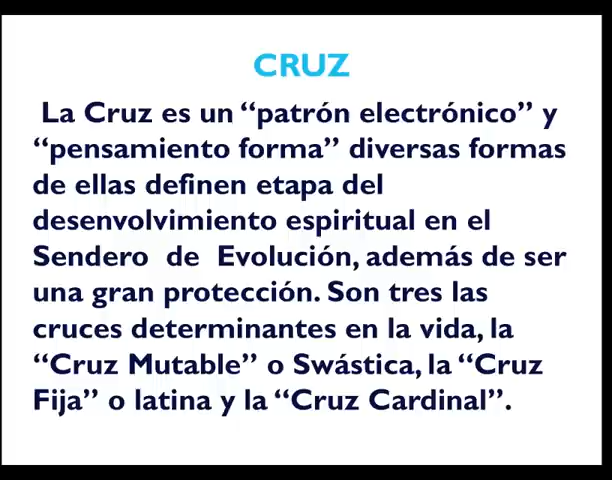 CRUZ
La Cruz es un “patrón electrónico” y
“pensamiento forma” diversas formas
de ellas definen etapa del
desenvolvimiento espiritual en el
Sendero de Evolución, además de ser
una gran protección. Son tres las
cruces determinantes en la vida, la
“Cruz Mutable” o Swástica, la “Cruz
Fija” o latina y la “Cruz Cardinal”.